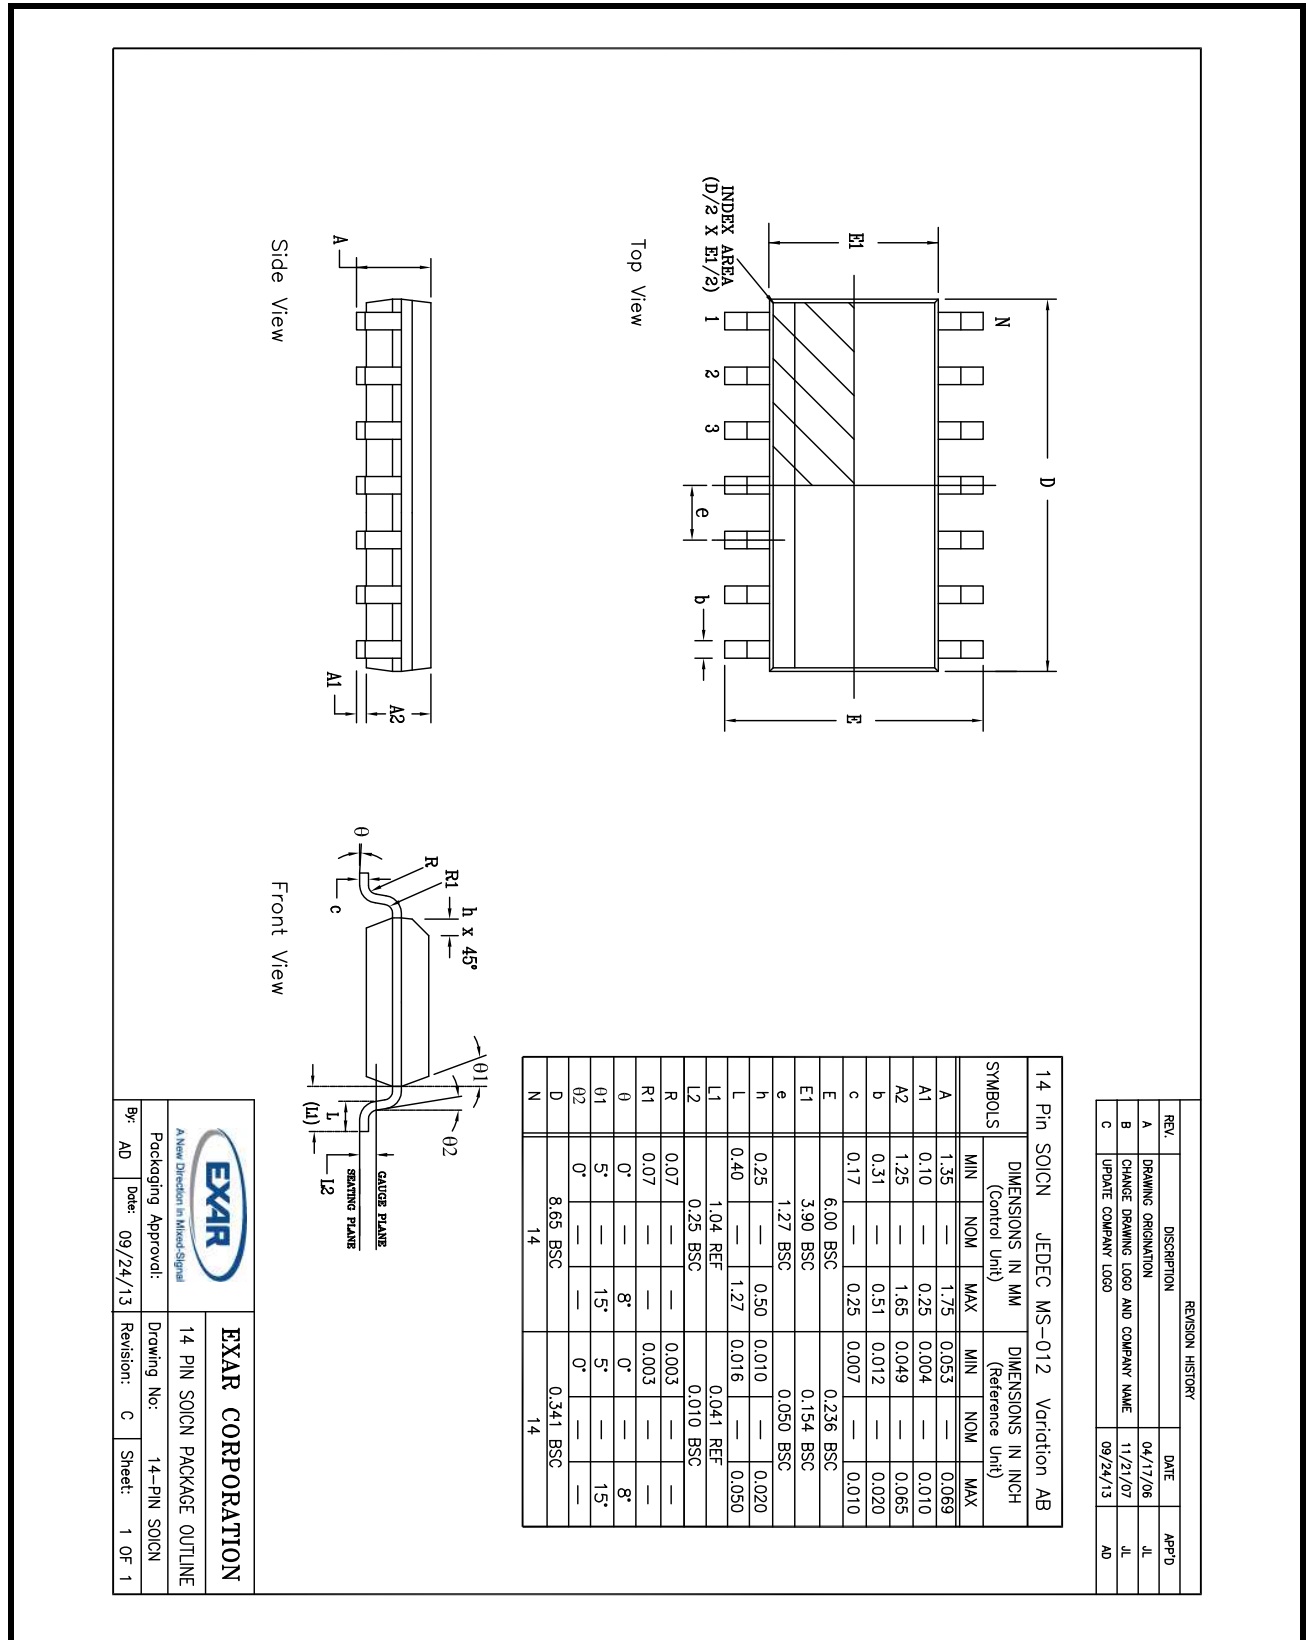 REVISION HISTORY
REV. DISCRIPTION DATE APP'D
A DRAWING ORIGINATION 04/17/06 JL
B CHANGE DRAWING LOGO AND COMPANY NAME 11/21/07 JL
C UPDATE COMPANY LOGO 09/24/13 AD
D
N
E1
E
INDEX AREA
(D/2 X E1/2)
1
2
3
e
b
Top View
14 Pin SOICN JEDEC MS-012 Variation AB
SYMBOLS DIMENSIONS IN MM (Control Unit) DIMENSIONS IN INCH (Reference Unit)
MIN NOM MAX MIN NOM MAX
A 1.35 — 1.75 0.053 — 0.069
A1 0.10 — 0.25 0.004 — 0.010
A2 1.25 — 1.65 0.049 — 0.065
b 0.31 — 0.51 0.012 — 0.020
c 0.17 — 0.25 0.007 — 0.010
E 6.00 BSC 0.236 BSC
E1 3.90 BSC 0.154 BSC
e 1.27 BSC 0.050 BSC
h 0.25 — 0.50 0.010 — 0.020
L 0.40 — 1.27 0.016 — 0.050
L1 1.04 REF 0.041 REF
L2 0.25 BSC 0.010 BSC
R 0.07 — — 0.003 — —
R1 0.07 — — 0.003 — —
θ 0° — 8° 0° — 8°
θ1 5° — 15° 5° — 15°
θ2 0° — — 0° — —
D 8.65 BSC 0.341 BSC
N 14 14
A
A1
A2
Side View
h x 45°
R1
R
θ
c
θ1
θ2
L
(L1)
L2
GAUGE PLANE
SEATING PLANE
Front View
EXAR
A New Direction in Mixed-Signal
EXAR CORPORATION
14 PIN SOICN PACKAGE OUTLINE
Packaging Approval: Drawing No: 14-PIN SOICN
By: AD Date: 09/24/13 Revision: C Sheet: 1 OF 1